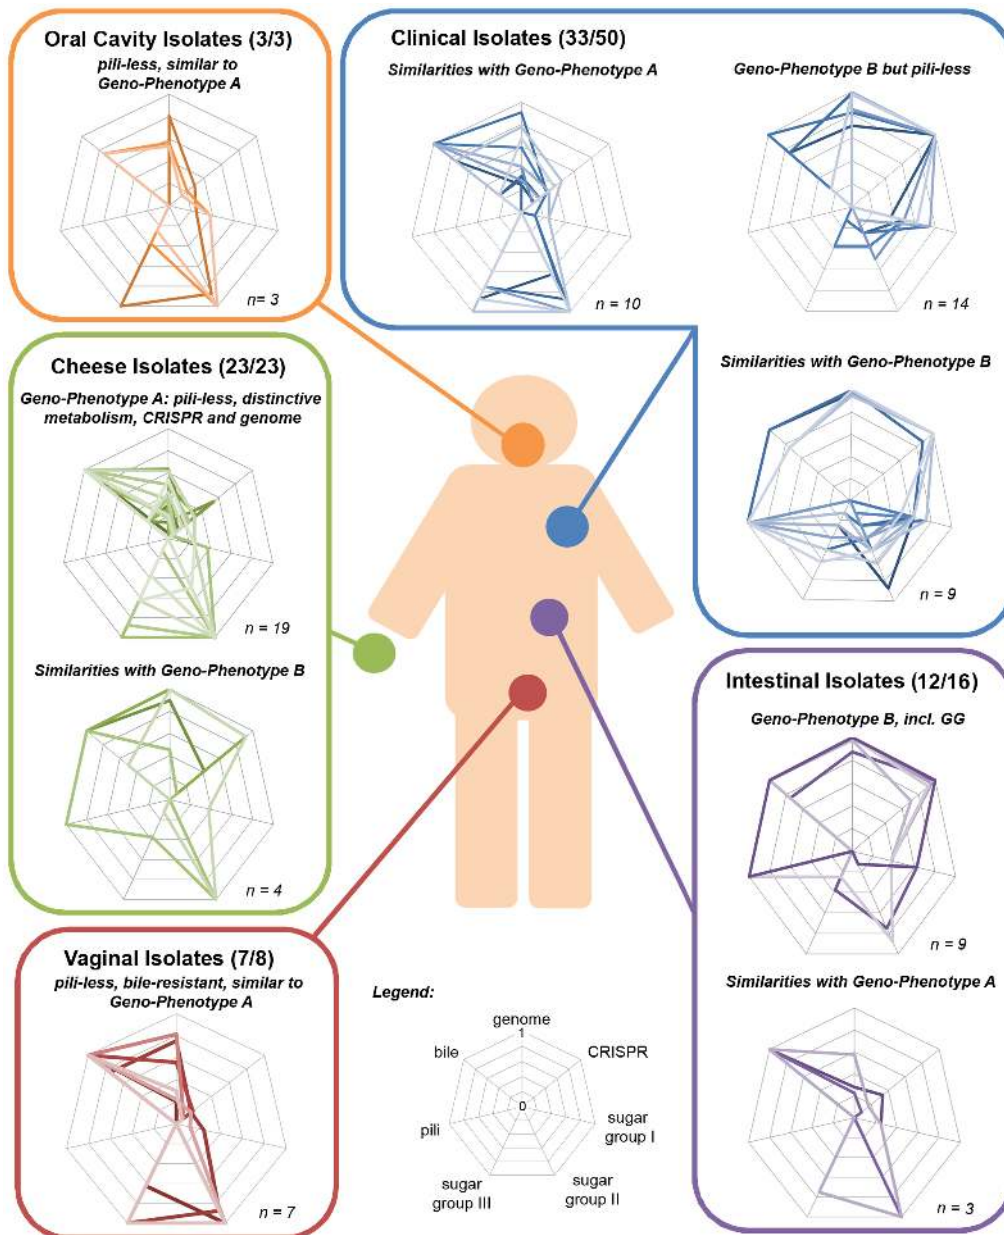 Oral Cavity Isolates (3/3)
pili-less, similar to
Geno-Phenotype A
n= 3
Clinical Isolates (33/50)
Similarities with Geno-Phenotype A
n = 10
Geno-Phenotype B but pili-less
n = 14
Similarities with Geno-Phenotype B
n = 9
Cheese Isolates (23/23)
Geno-Phenotype A: pili-less, distinctive
metabolism, CRISPR and genome
n = 19
Similarities with Geno-Phenotype B
n = 4
Intestinal Isolates (12/16)
Geno-Phenotype B, incl. GG
n = 9
Similarities with Geno-Phenotype A
n = 3
Vaginal Isolates (7/8)
pili-less, bile-resistant, similar to
Geno-Phenotype A
n = 7
Legend:
genome
1
bile
CRISPR
0
pili
sugar
group I
sugar
group III
sugar
group II